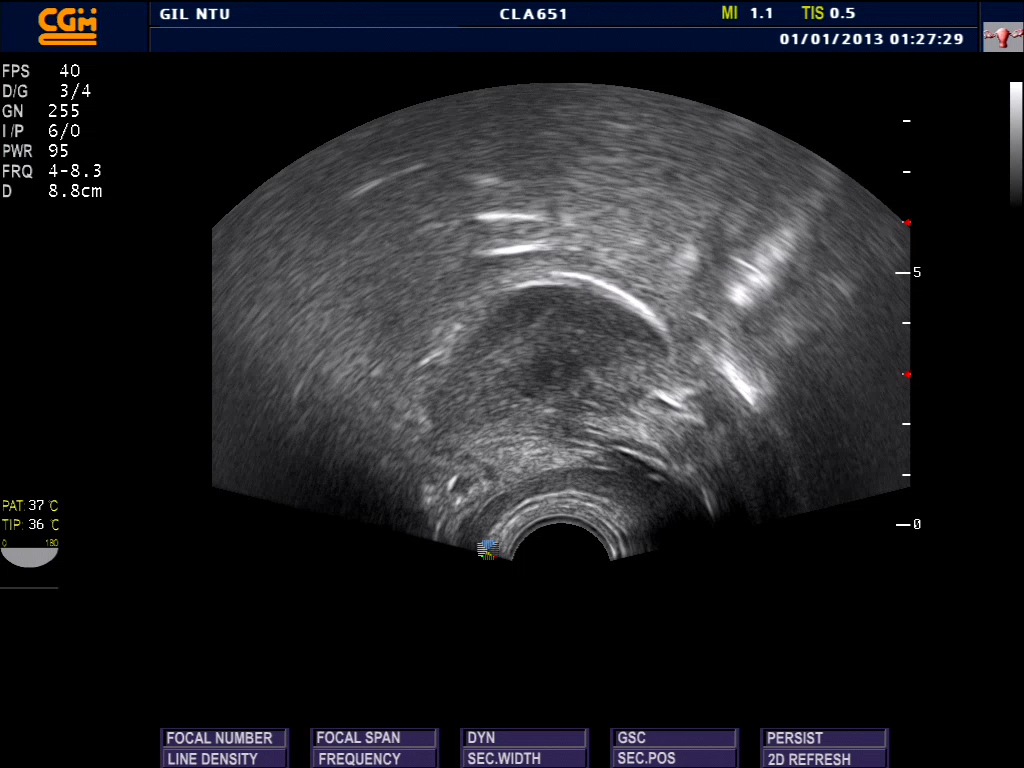 CGM
GIL NTU CLA651 MI 1.1 TIS 0.5
01/01/2013 01:27:29
FPS 40
D/G 3/4
GN 255
I/P 6/0
PWR 95
FRQ 4-8.3
D 8.8cm
5
PAT: 37 °C
TIP: 36 °C
0 180
0
FOCAL NUMBER FOCAL SPAN DYN GSC PERSIST
LINE DENSITY FREQUENCY SEC.WIDTH SEC.POS 2D REFRESH